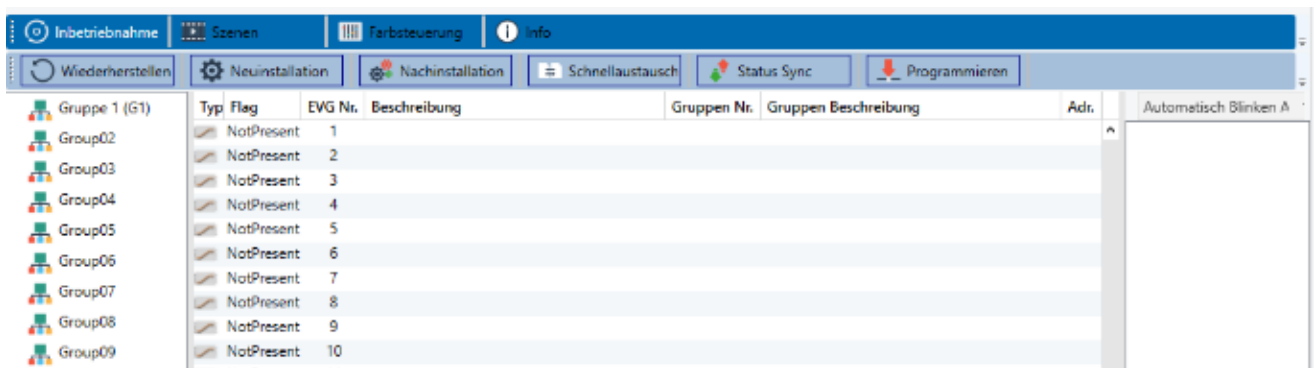 Inbetriebnahme Szenen Farbsteuerung Info
Wiederherstellen Neuinstallation Nachinstallation Schnellaustausch Status Sync Programmieren
Gruppe 1 (G1) Typ Flag EVG Nr. Beschreibung Gruppen Nr. Gruppen Beschreibung Adr. Automatisch Blinken A
NotPresent 1
Group02 NotPresent 2
Group03 NotPresent 3
Group04 NotPresent 4
Group05 NotPresent 5
Group06 NotPresent 6
Group07 NotPresent 7
NotPresent 8
Group08 NotPresent 9
Group09 NotPresent 10